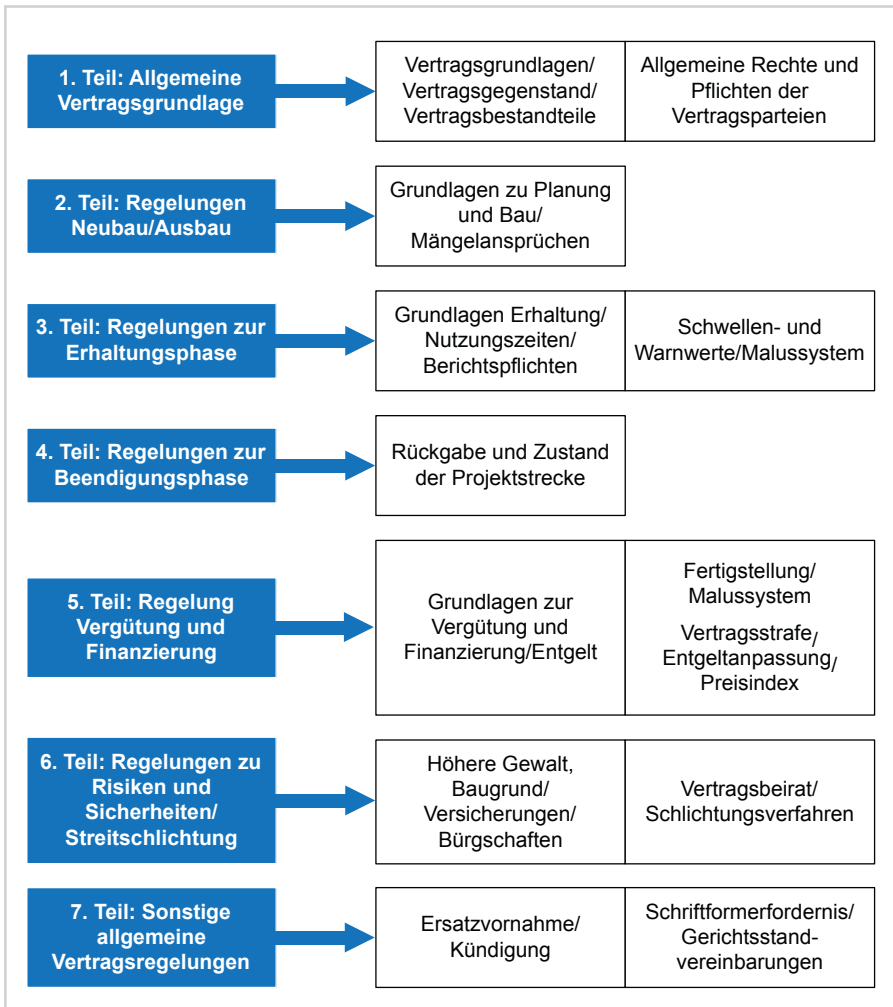 1. Teil: Allgemeine
Vertragsgrundlage
Vertragsgrundlagen/
Vertragsgegenstand/
Vertragsbestandteile
Allgemeine Rechte und
Pflichten der
Vertragsparteien
2. Teil: Regelungen
Neubau/Ausbau
Grundlagen zu Planung
und Bau/
Mängelansprüchen
3. Teil: Regelungen zur
Erhaltungsphase
Grundlagen Erhaltung/
Nutzungszeiten/
Berichtspflichten
Schwellen- und
Warnwerte/Malussystem
4. Teil: Regelungen zur
Beendigungsphase
Rückgabe und Zustand
der Projektstrecke
5. Teil: Regelung
Vergütung und
Finanzierung
Grundlagen zur
Vergütung und
Finanzierung/Entgelt
Fertigstellung/
Malussystem
Vertragsstrafe/
Entgeltanpassung/
Preisindex
6. Teil: Regelungen zu
Risiken und
Sicherheiten/
Streitschlichtung
Höhere Gewalt,
Baugrund/
Versicherungen/
Bürgschaften
Vertragsbeirat/
Schlichtungsverfahren
7. Teil: Sonstige
allgemeine
Vertragsregelungen
Ersatzvornahme/
Kündigung
Schriftformerfordernis/
Gerichtsstand-
vereinbarungen